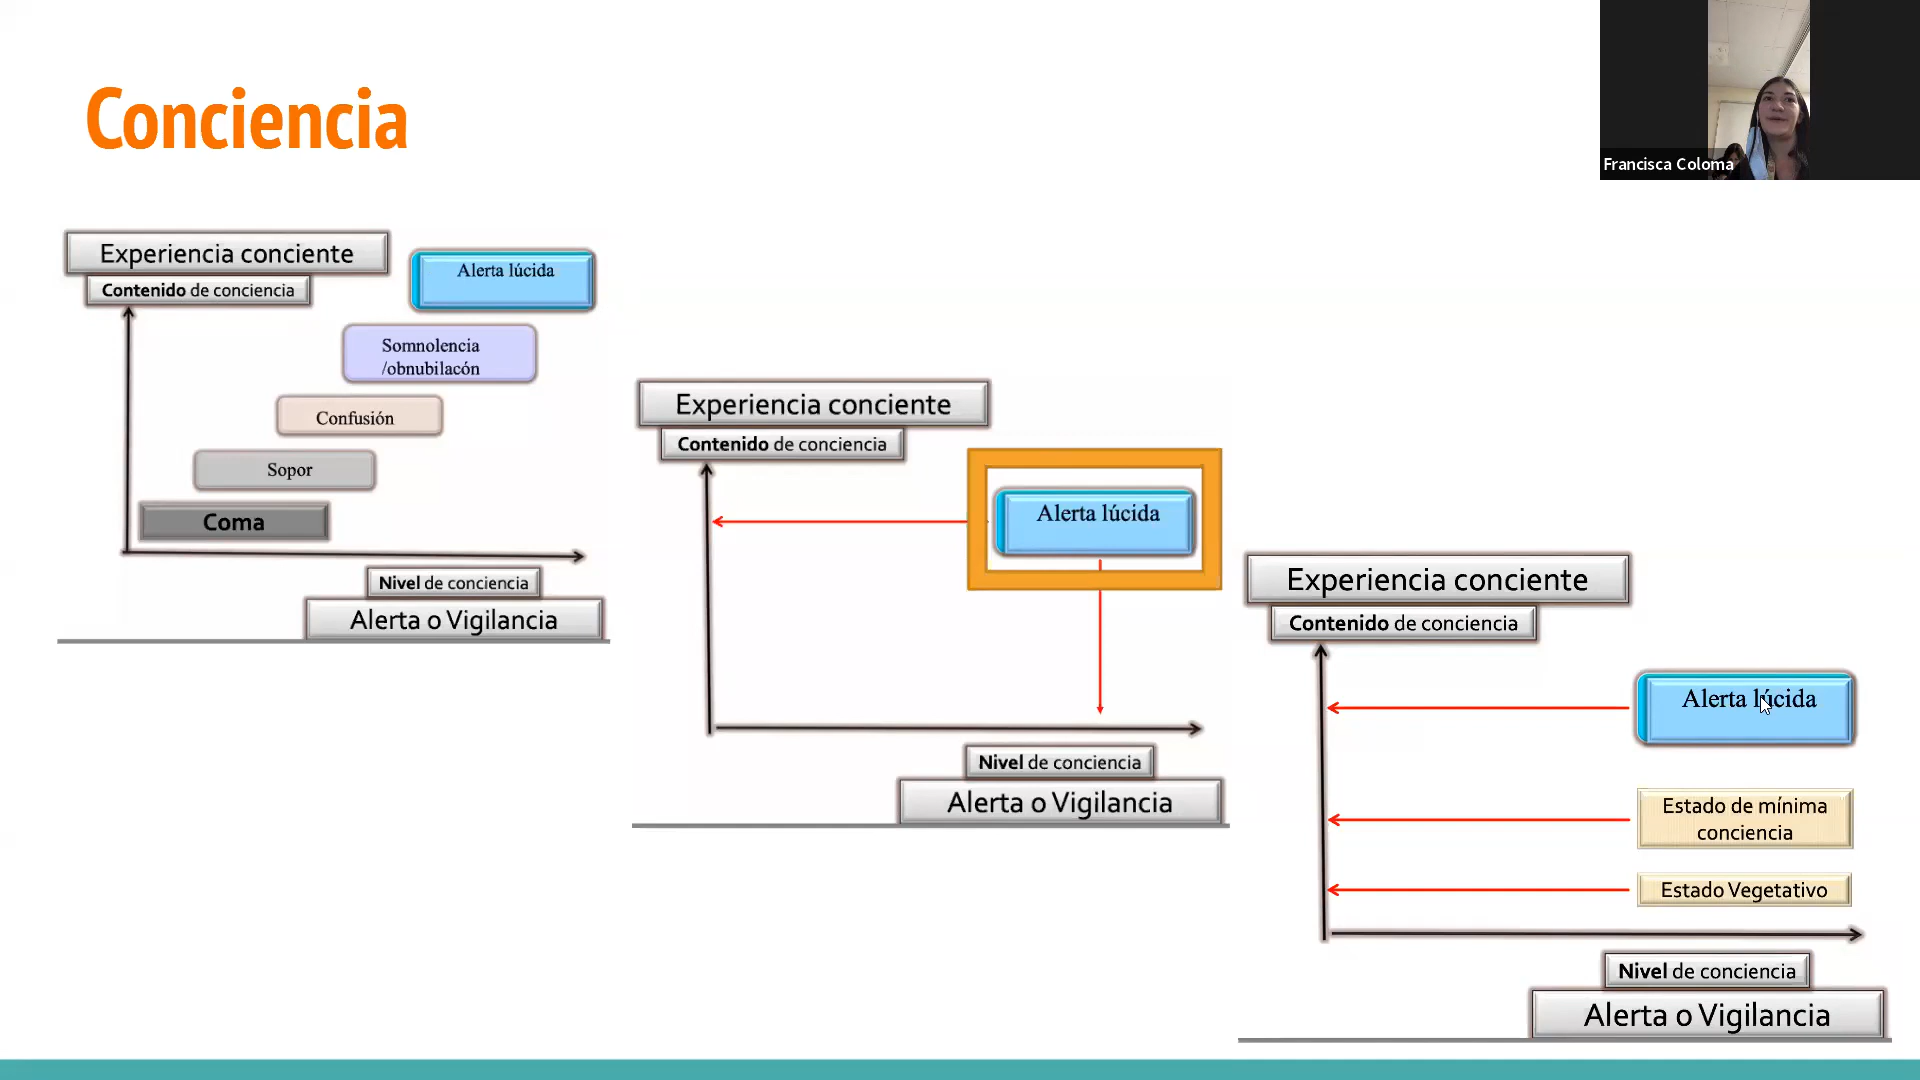 Conciencia
Francisca Coloma
Experiencia conciente
Contenido de conciencia
Alerta lúcida
Somnolencia
/obnubilacón
Confusión
Sopor
Coma
Nivel de conciencia
Alerta o Vigilancia
Experiencia conciente
Contenido de conciencia
Alerta lúcida
Nivel de conciencia
Alerta o Vigilancia
Experiencia conciente
Contenido de conciencia
Alerta lúcida
Estado de mínima
conciencia
Estado Vegetativo
Nivel de conciencia
Alerta o Vigilancia